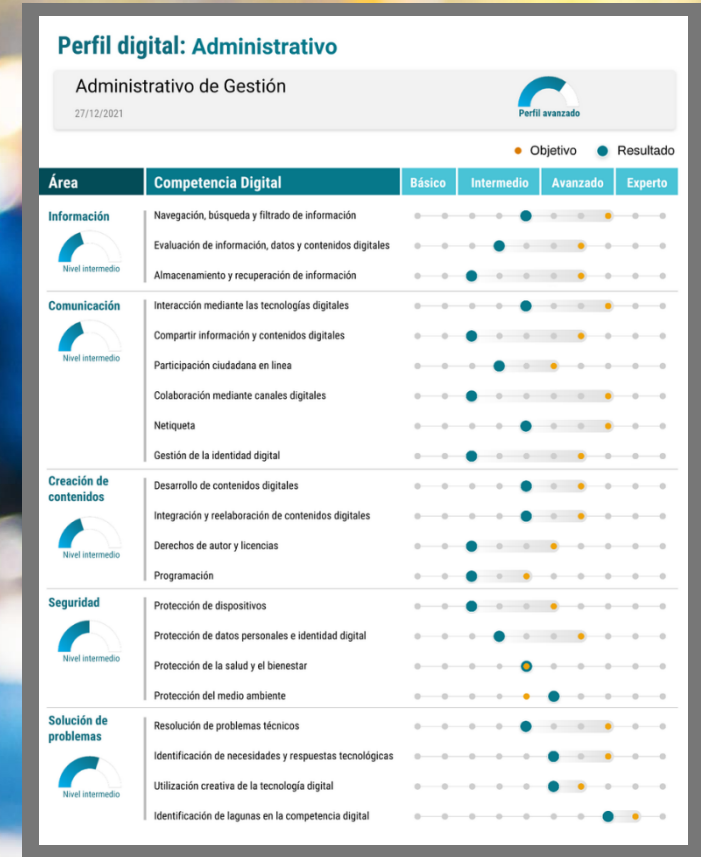 Perfil digital: Administrativo
Administrativo de Gestión
27/12/2021
Perfil avanzado
Objetivo Resultado
Área Competencia Digital Básico Intermedio Avanzado Experto
Información
Nivel intermedio
Navegación, búsqueda y filtrado de información
Evaluación de información, datos y contenidos digitales
Almacenamiento y recuperación de información
Comunicación
Nivel intermedio
Interacción mediante las tecnologías digitales
Compartir información y contenidos digitales
Participación ciudadana en linea
Colaboración mediante canales digitales
Netiqueta
Gestión de la identidad digital
Creación de
contenidos
Nivel intermedio
Desarrollo de contenidos digitales
Integración y reelaboración de contenidos digitales
Derechos de autor y licencias
Programación
Seguridad
Nivel intermedio
Protección de dispositivos
Protección de datos personales e identidad digital
Protección de la salud y el bienestar
Protección del medio ambiente
Solución de
problemas
Nivel intermedio
Resolución de problemas técnicos
Identificación de necesidades y respuestas tecnológicas
Utilización creativa de la tecnología digital
Identificación de lagunas en la competencia digital